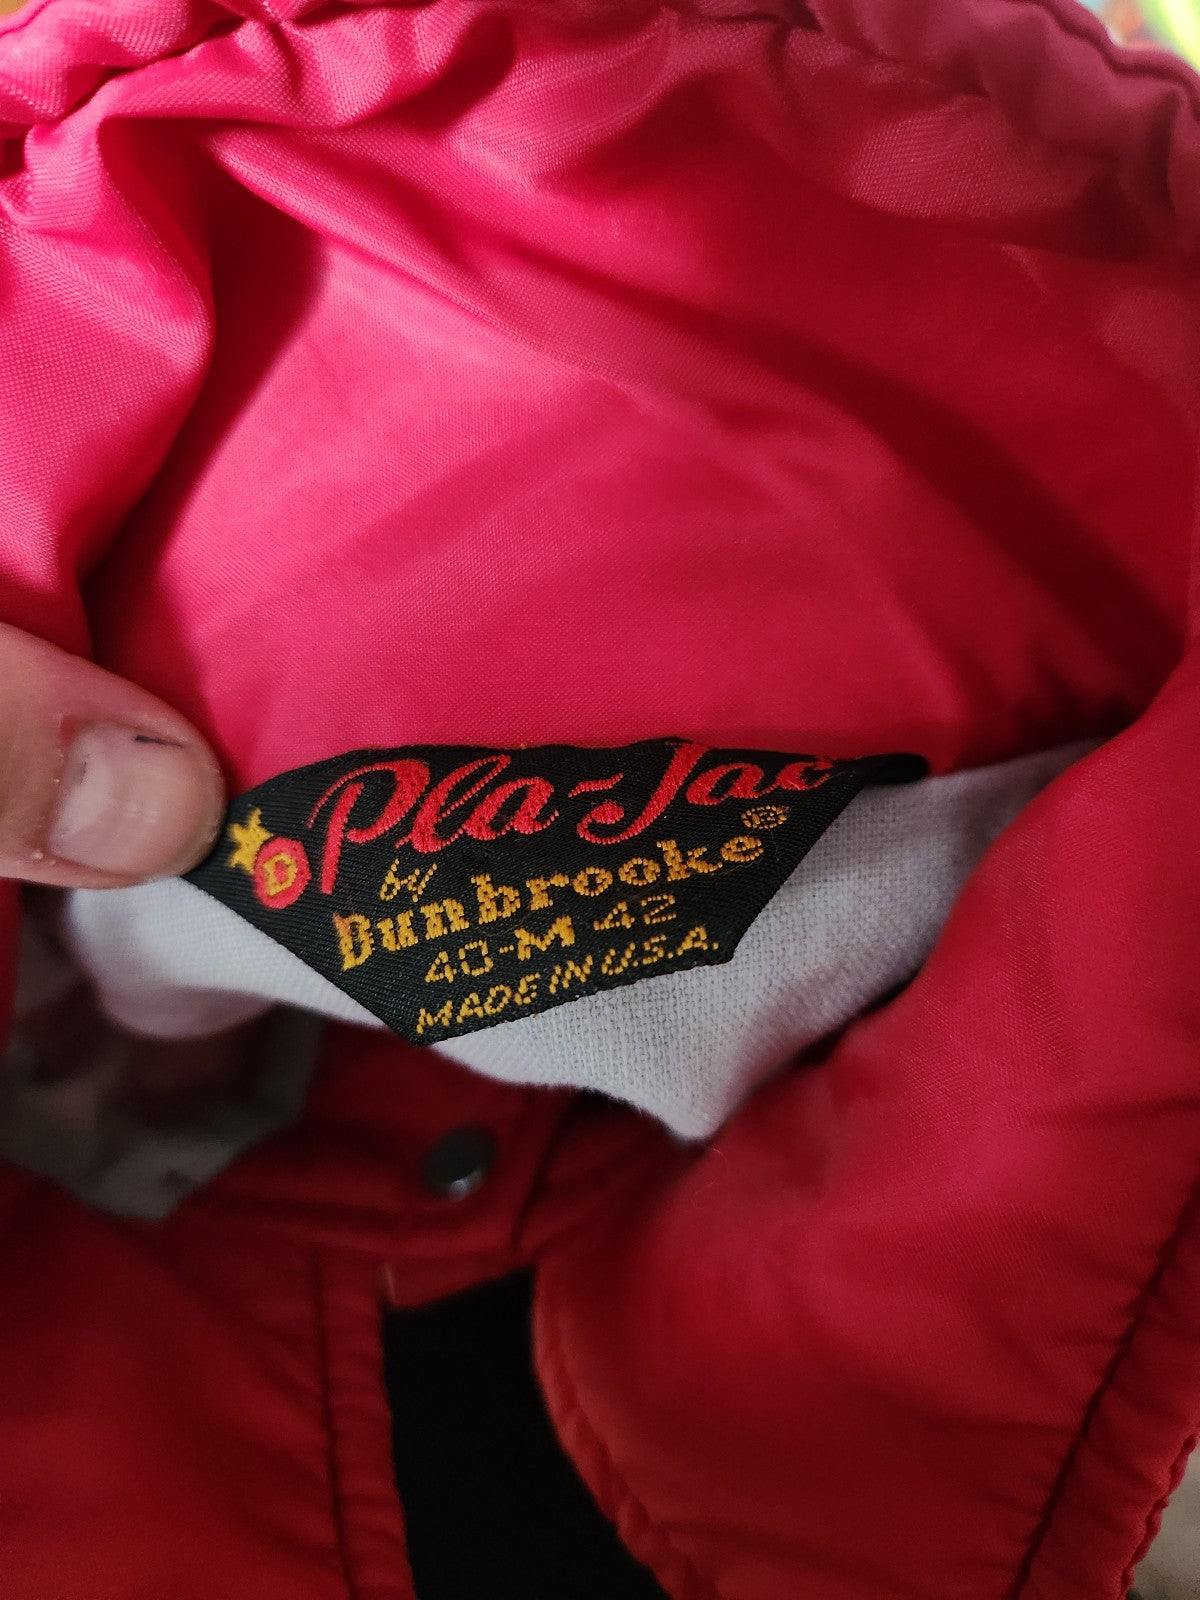 Pla-Jac
by
D
Dunbrooke®
40-M 42
MADE IN U.S.A.